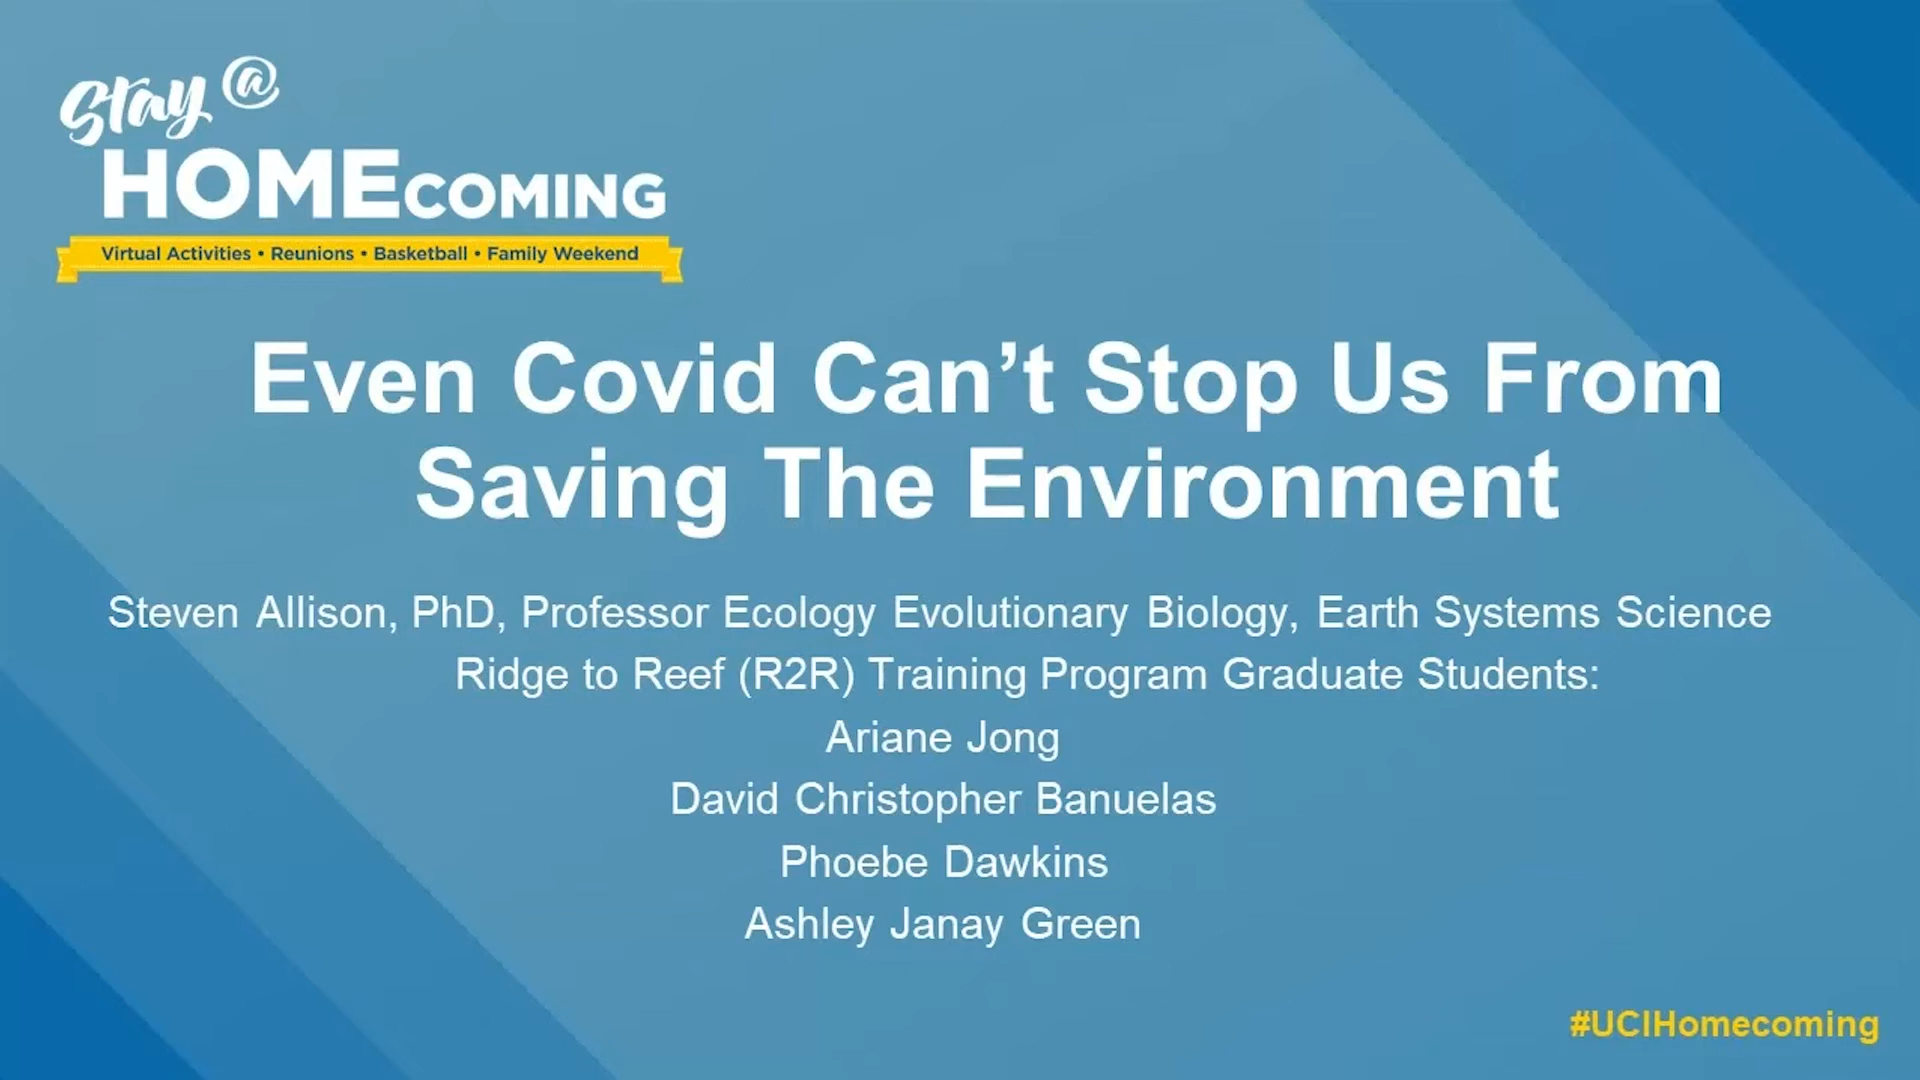 Stay @
HOMECOMING
Virtual Activities • Reunions • Basketball • Family Weekend
Even Covid Can’t Stop Us From
Saving The Environment
Steven Allison, PhD, Professor Ecology Evolutionary Biology, Earth Systems Science
Ridge to Reef (R2R) Training Program Graduate Students:
Ariane Jong
David Christopher Banuelas
Phoebe Dawkins
Ashley Janay Green
#UCIHomecoming